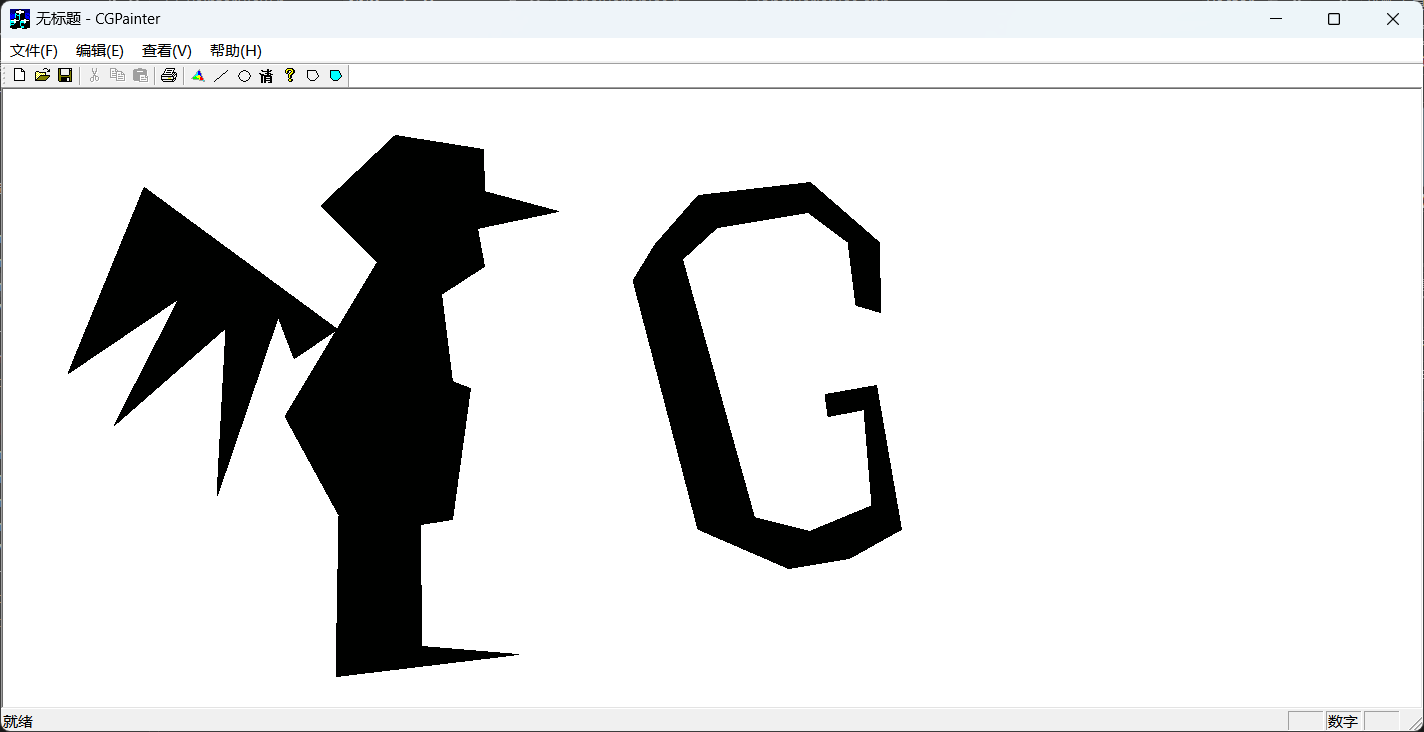 无标题 - CGPainter
文件(F) 编辑(E) 查看(V) 帮助(H)
清
G
就绪 数字